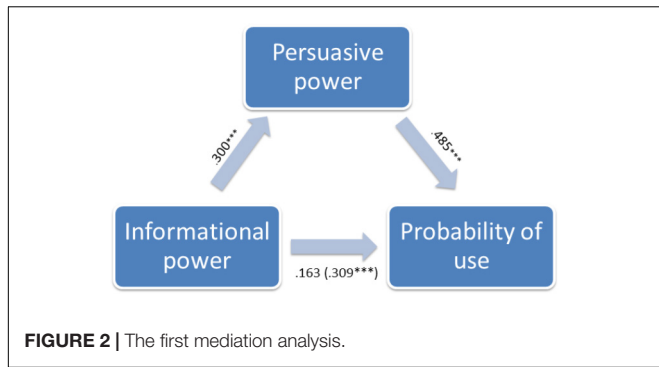 Persuasive
power
.300***
.485***
Informational
power
Probability of
use
.163 (.309***)
FIGURE 2 | The first mediation analysis.